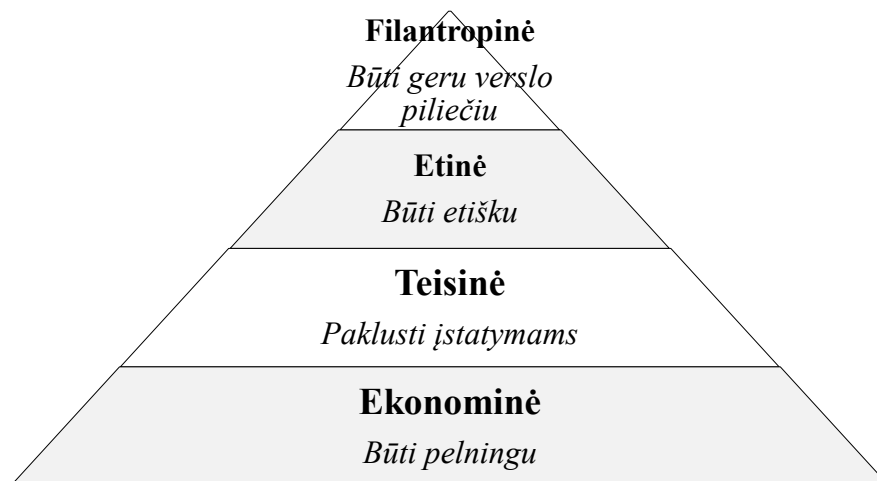 Filantropinė
Būti geru verslo
piliečiu
Etinė
Būti etišku
Teisinė
Paklusti įstatymams
Ekonominė
Būti pelningu